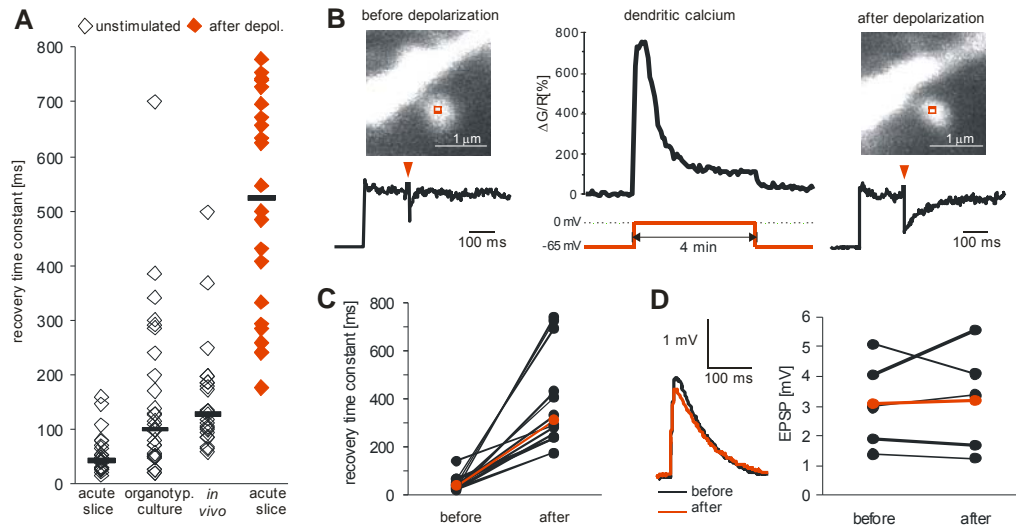 A
unstimulated
after depol.
recovery time constant [ms]
800
700
600
500
400
300
200
100
0
acute
slice
organotyp.
culture
in
vivo
acute
slice
B
before depolarization
1 µm
100 ms
dendritic calcium
ΔG/R[%]
800
600
400
200
0
0 mV
-65 mV
4 min
after depolarization
1 µm
100 ms
C
recovery time constant [ms]
800
600
400
200
0
before
after
D
1 mV
100 ms
before
after
EPSP [mV]
6
5
4
3
2
1
0
before
after